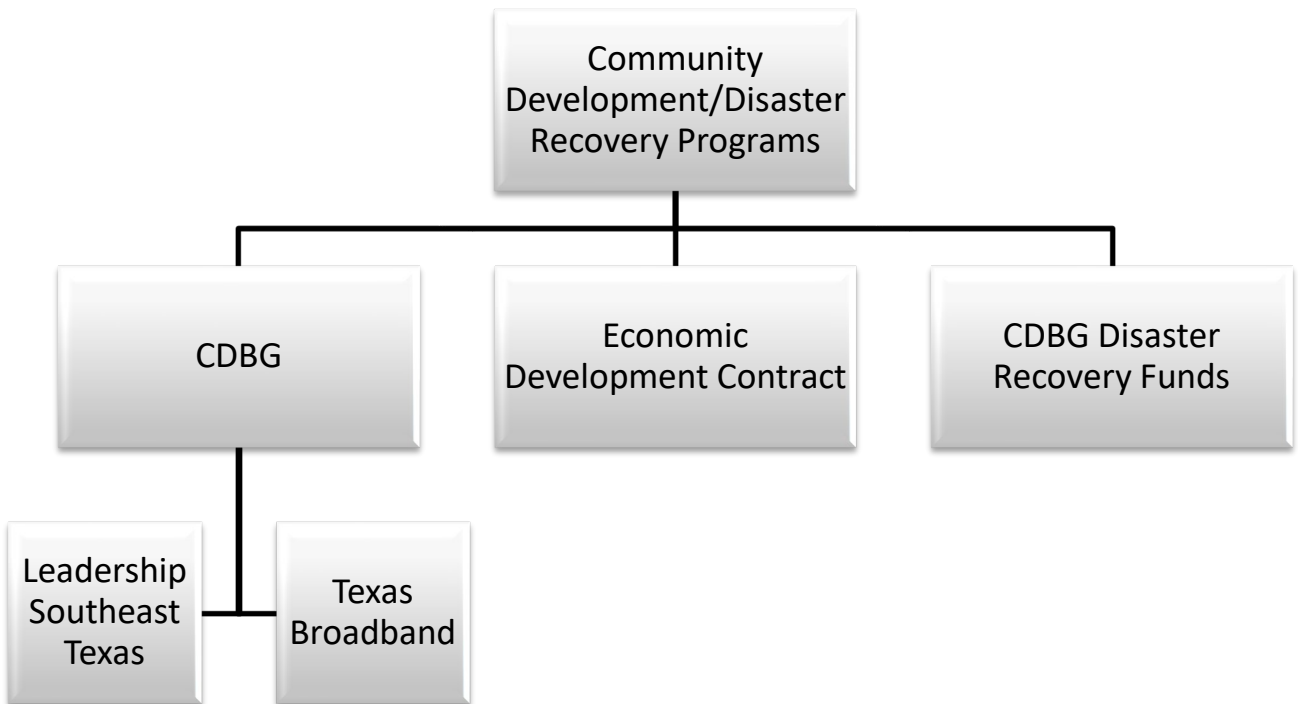 Community
Development/Disaster
Recovery Programs
CDBG
Economic
Development Contract
CDBG Disaster
Recovery Funds
Leadership
Southeast
Texas
Texas
Broadband